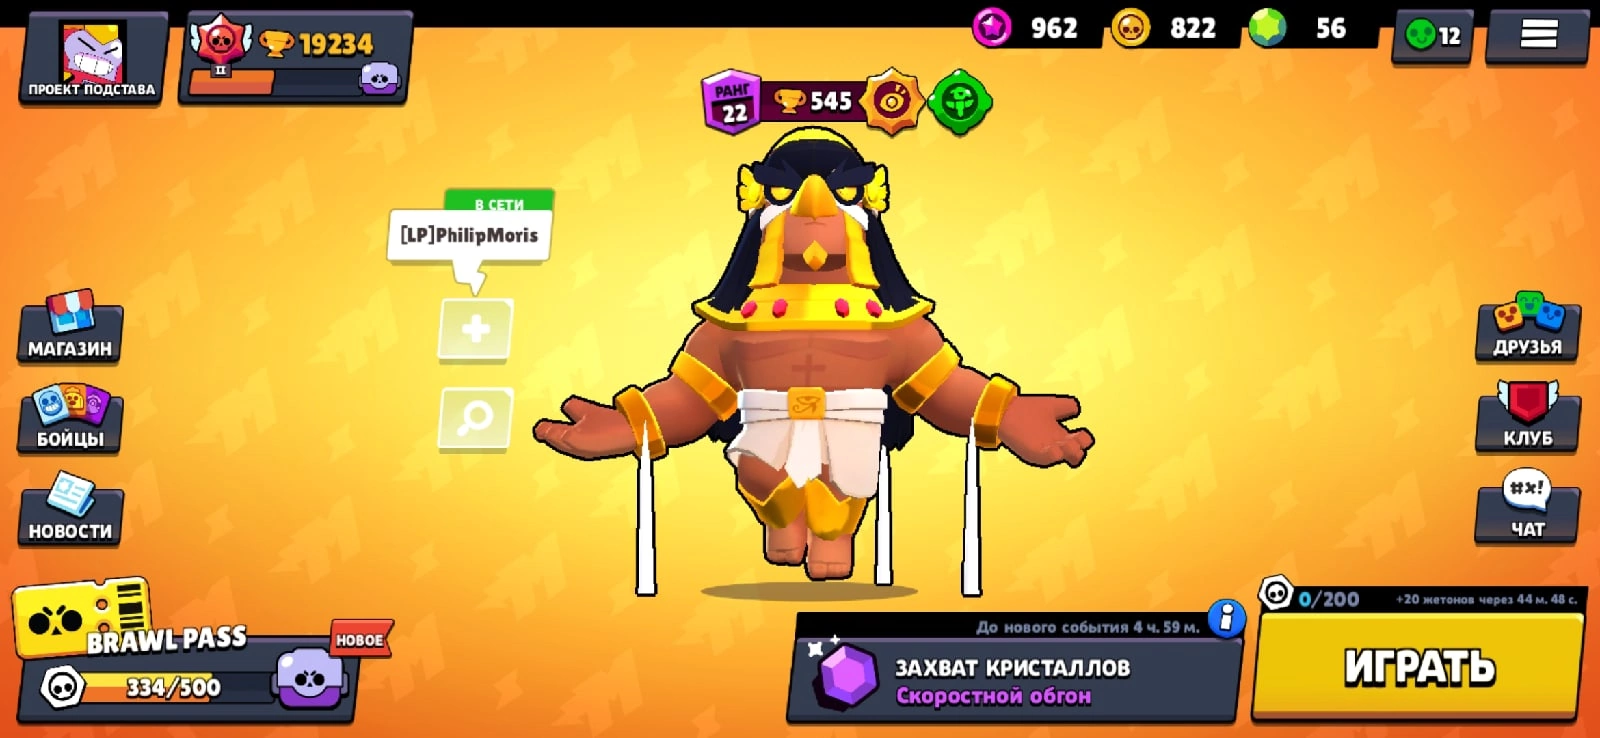 ПРОЕКТ ПОДСТАВА
II
19234
962
822
56
12
РАНГ
22
545
В СЕТИ
[LP]PhilipMoris
МАГАЗИН
БОЙЦЫ
НОВОСТИ
ДРУЗЬЯ
КЛУБ
#x!
ЧАТ
BRAWL PASS
НОВОЕ
334/500
До нового события 4 ч. 59 м.
i
ЗАХВАТ КРИСТАЛЛОВ
Скоростной обгон
0/200
+20 жетонов через 44 м. 48 с.
ИГРАТЬ